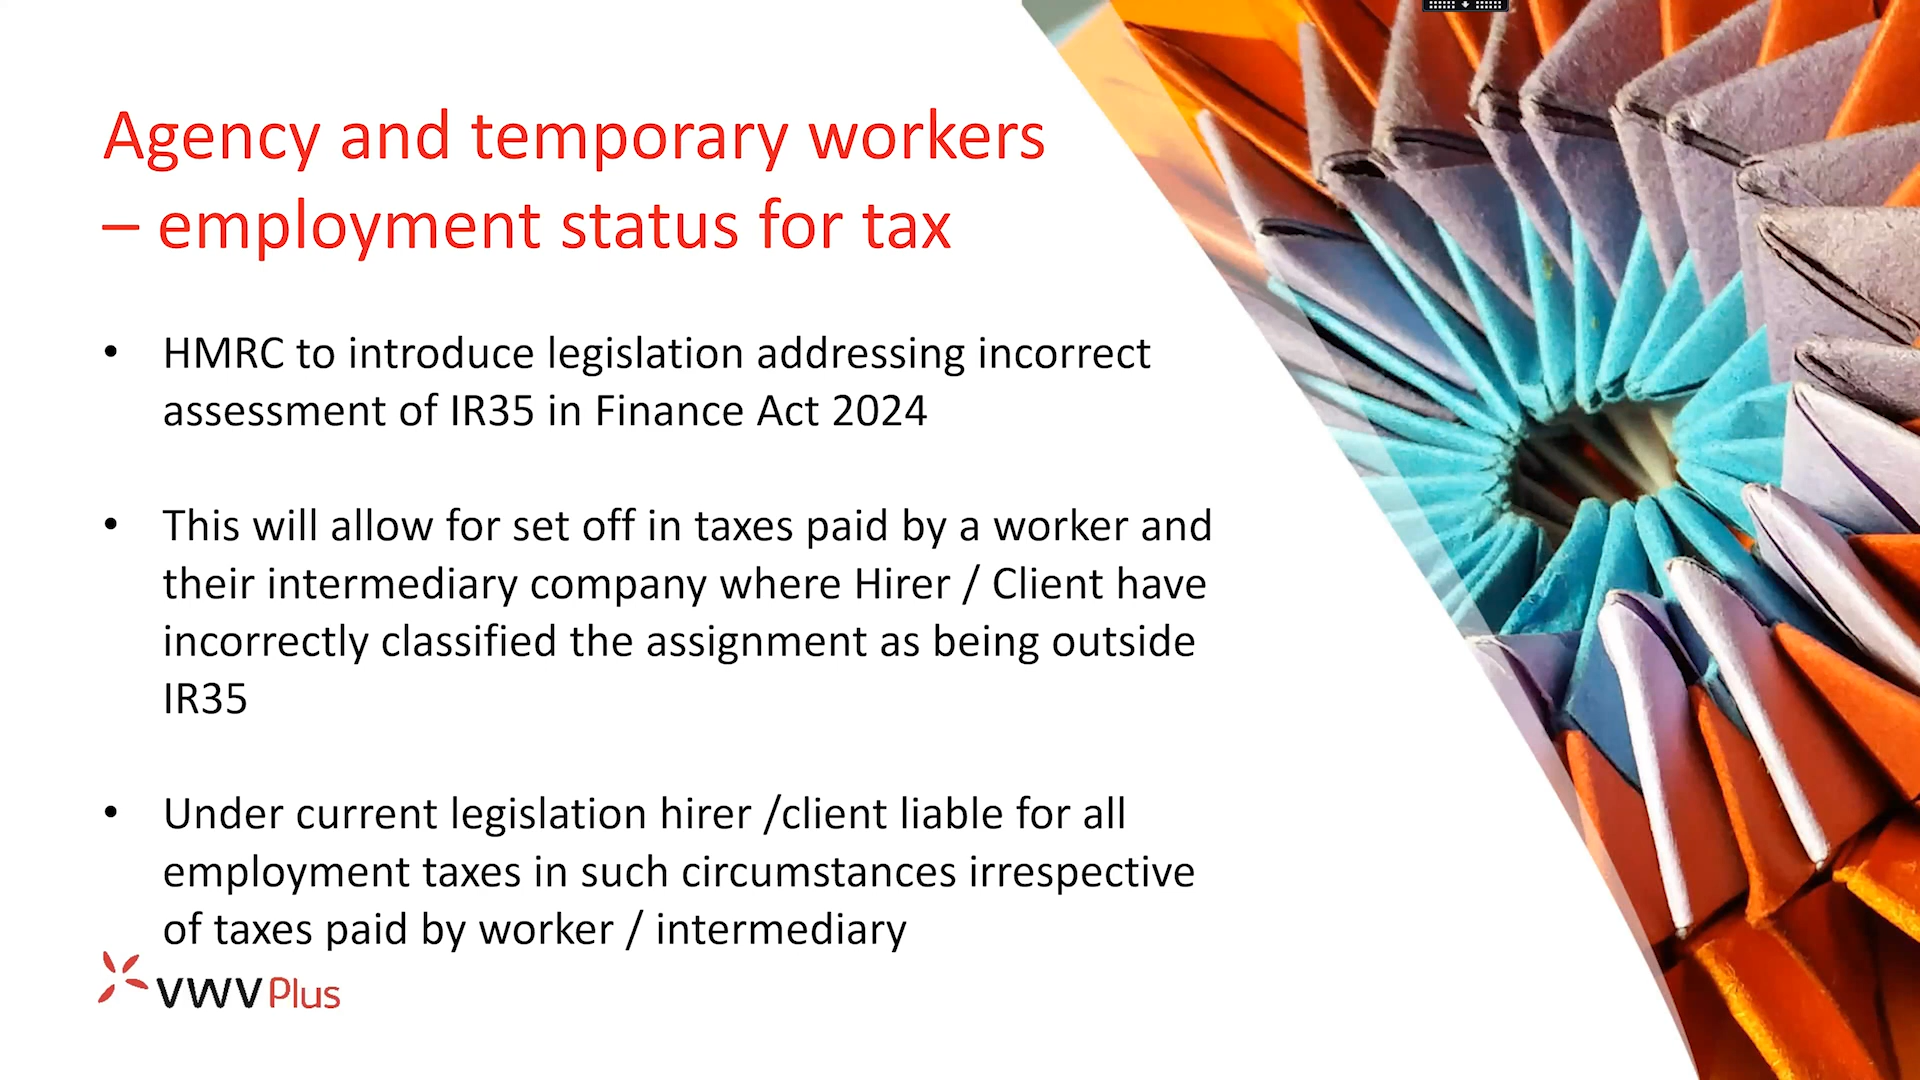 Agency and temporary workers
– employment status for tax
• HMRC to introduce legislation addressing incorrect
assessment of IR35 in Finance Act 2024
• This will allow for set off in taxes paid by a worker and
their intermediary company where Hirer / Client have
incorrectly classified the assignment as being outside
IR35
• Under current legislation hirer /client liable for all
employment taxes in such circumstances irrespective
of taxes paid by worker / intermediary
VWV Plus